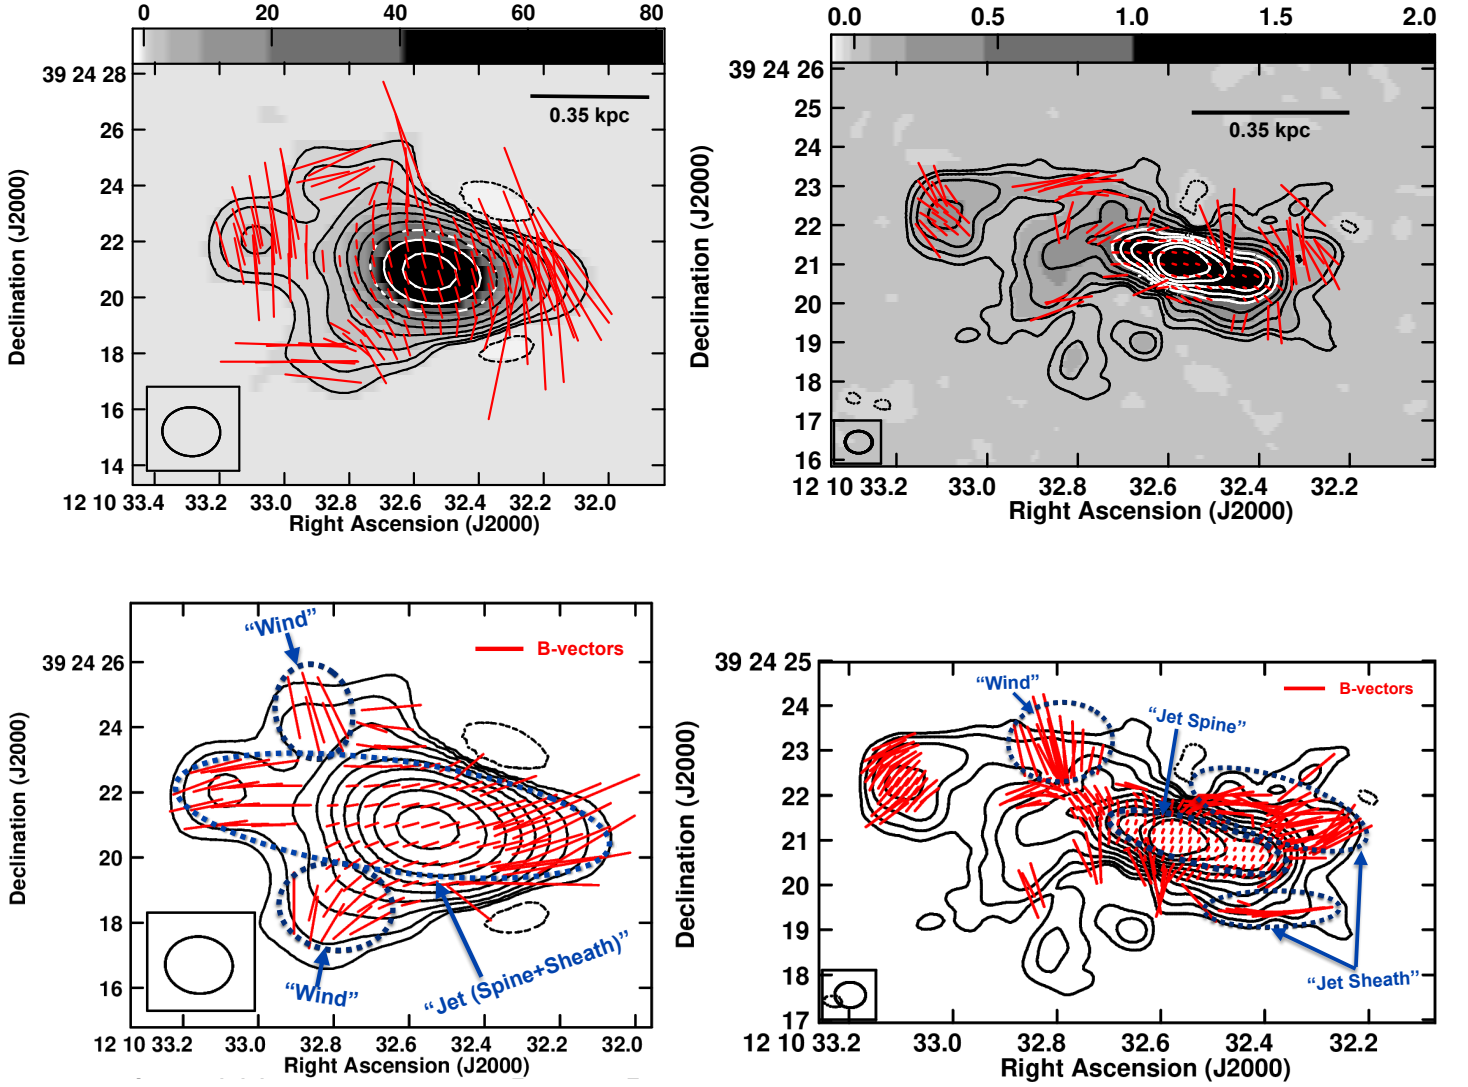 0 20 40 60 80
39 24 28
26
24
22
20
18
16
14
0.35 kpc
12 10 33.4 33.2 33.0 32.8 32.6 32.4 32.2 32.0
Right Ascension (J2000)
Declination (J2000)
0.0 0.5 1.0 1.5 2.0
39 24 26
25
24
23
22
21
20
19
18
17
16
0.35 kpc
12 10 33.2 33.0 32.8 32.6 32.4 32.2
Right Ascension (J2000)
Declination (J2000)
39 24 26
24
22
20
18
16
“Wind”
B-vectors
“Wind”
“Jet (Spine+Sheath)”
12 10 33.2 33.0 32.8 32.6 32.4 32.2 32.0
Right Ascension (J2000)
Declination (J2000)
39 24 25
24
23
22
21
20
19
18
17
“Wind”
“Jet Spine”
B-vectors
“Jet Sheath”
12 10 33.2 33.0 32.8 32.6 32.4 32.2
Right Ascension (J2000)
Declination (J2000)